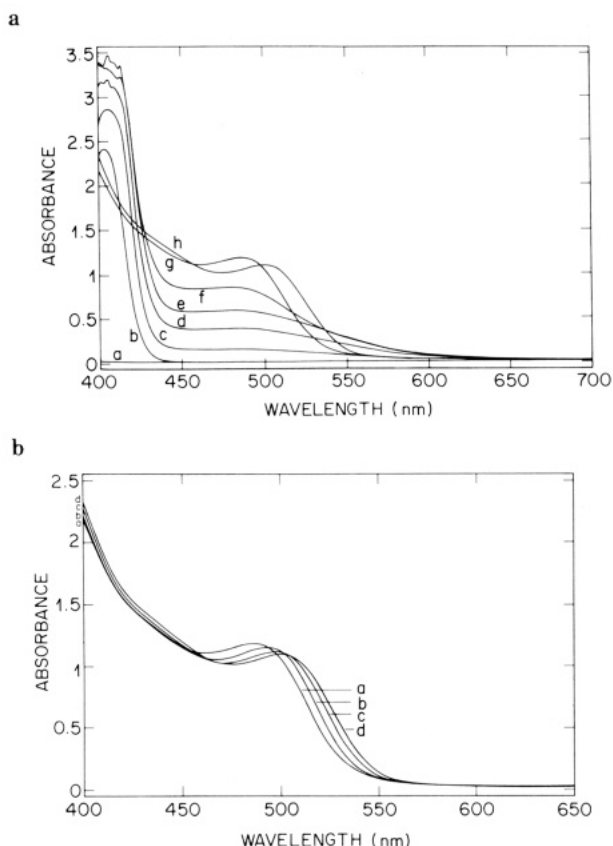 a
3.5
3
2.5
2
1.5
1
0.5
0
ABSORBANCE
a
b
c
d
e
f
g
h
400 450 500 550 600 650 700
WAVELENGTH (nm)
b
2.5
2
1.5
1
0.5
0
ABSORBANCE
d
c
b
a
a
b
c
d
400 450 500 550 600 650
WAVELENGTH (nm)